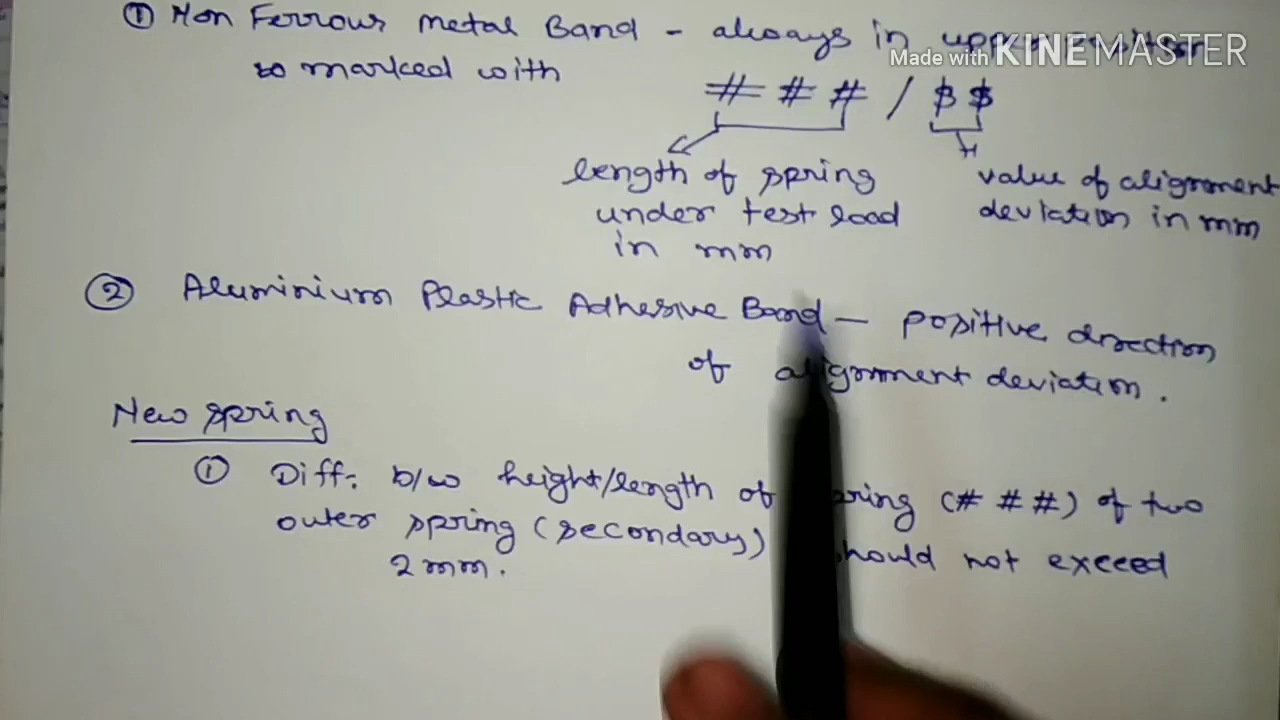 ① Non Ferrous Metal Band - always in
so marked with
Made with KINEMASTER
# # # / $ $
length of spring
under test load
in mm
value of alignment
deviation in mm
② Aluminium Plastic Adhesive Band — positive direction
of alignment deviation.
New spring
① Diff. b/w height/length of spring (# # #) of two
outer spring (secondary) should not exceed
2mm.